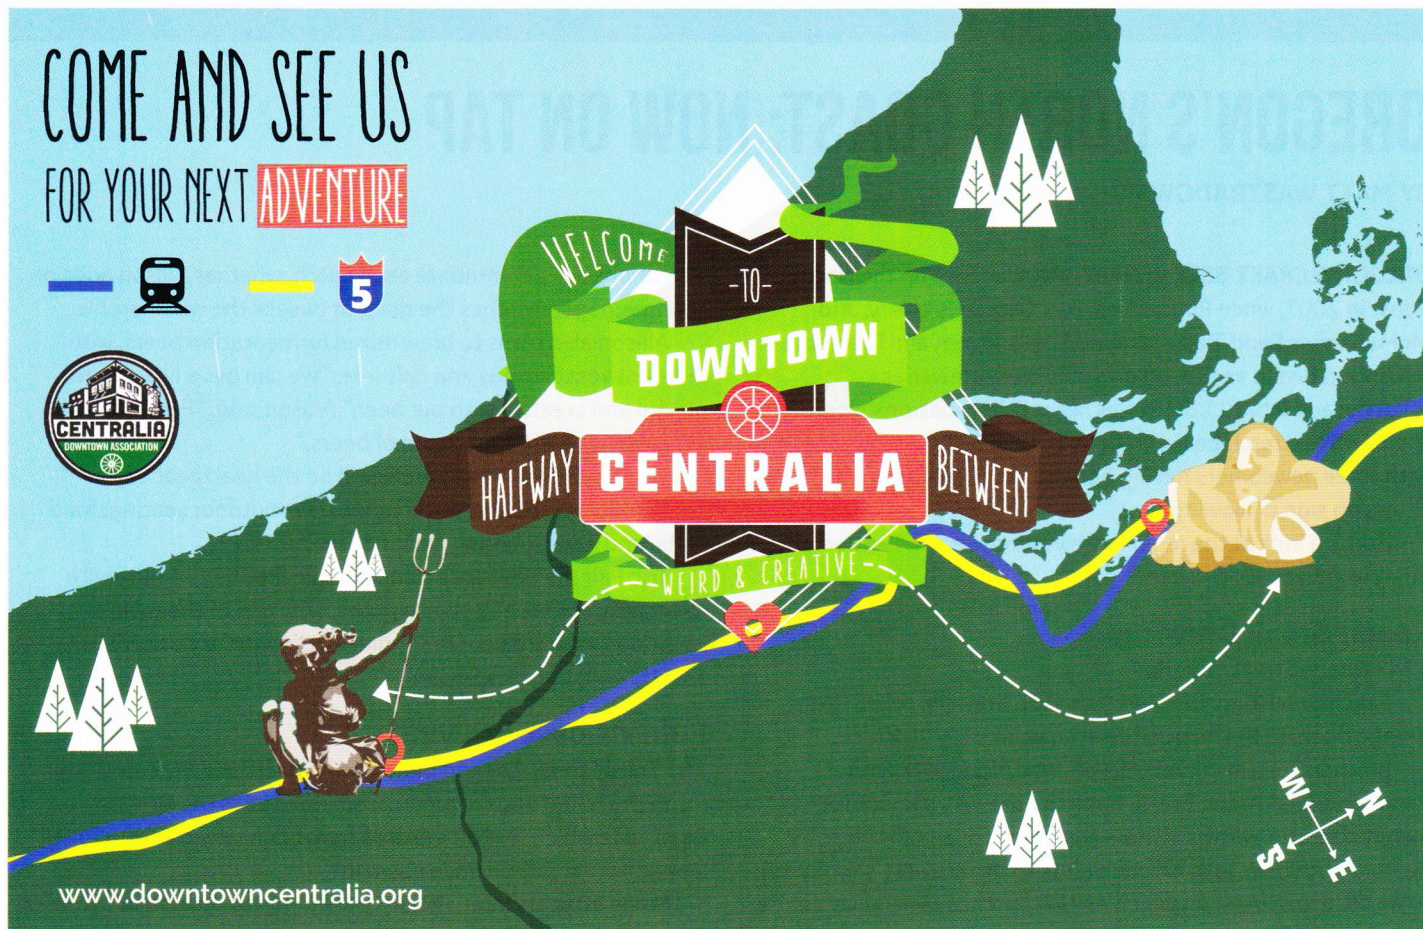 COME AND SEE US
FOR YOUR NEXT ADVENTURE
5
CENTRALIA
DOWNTOWN ASSOCIATION
WELCOME
-TO-
DOWNTOWN
HALFWAY
CENTRALIA
BETWEEN
WEIRD & CREATIVE
W
N
S
E
www.downtowncentralia.org